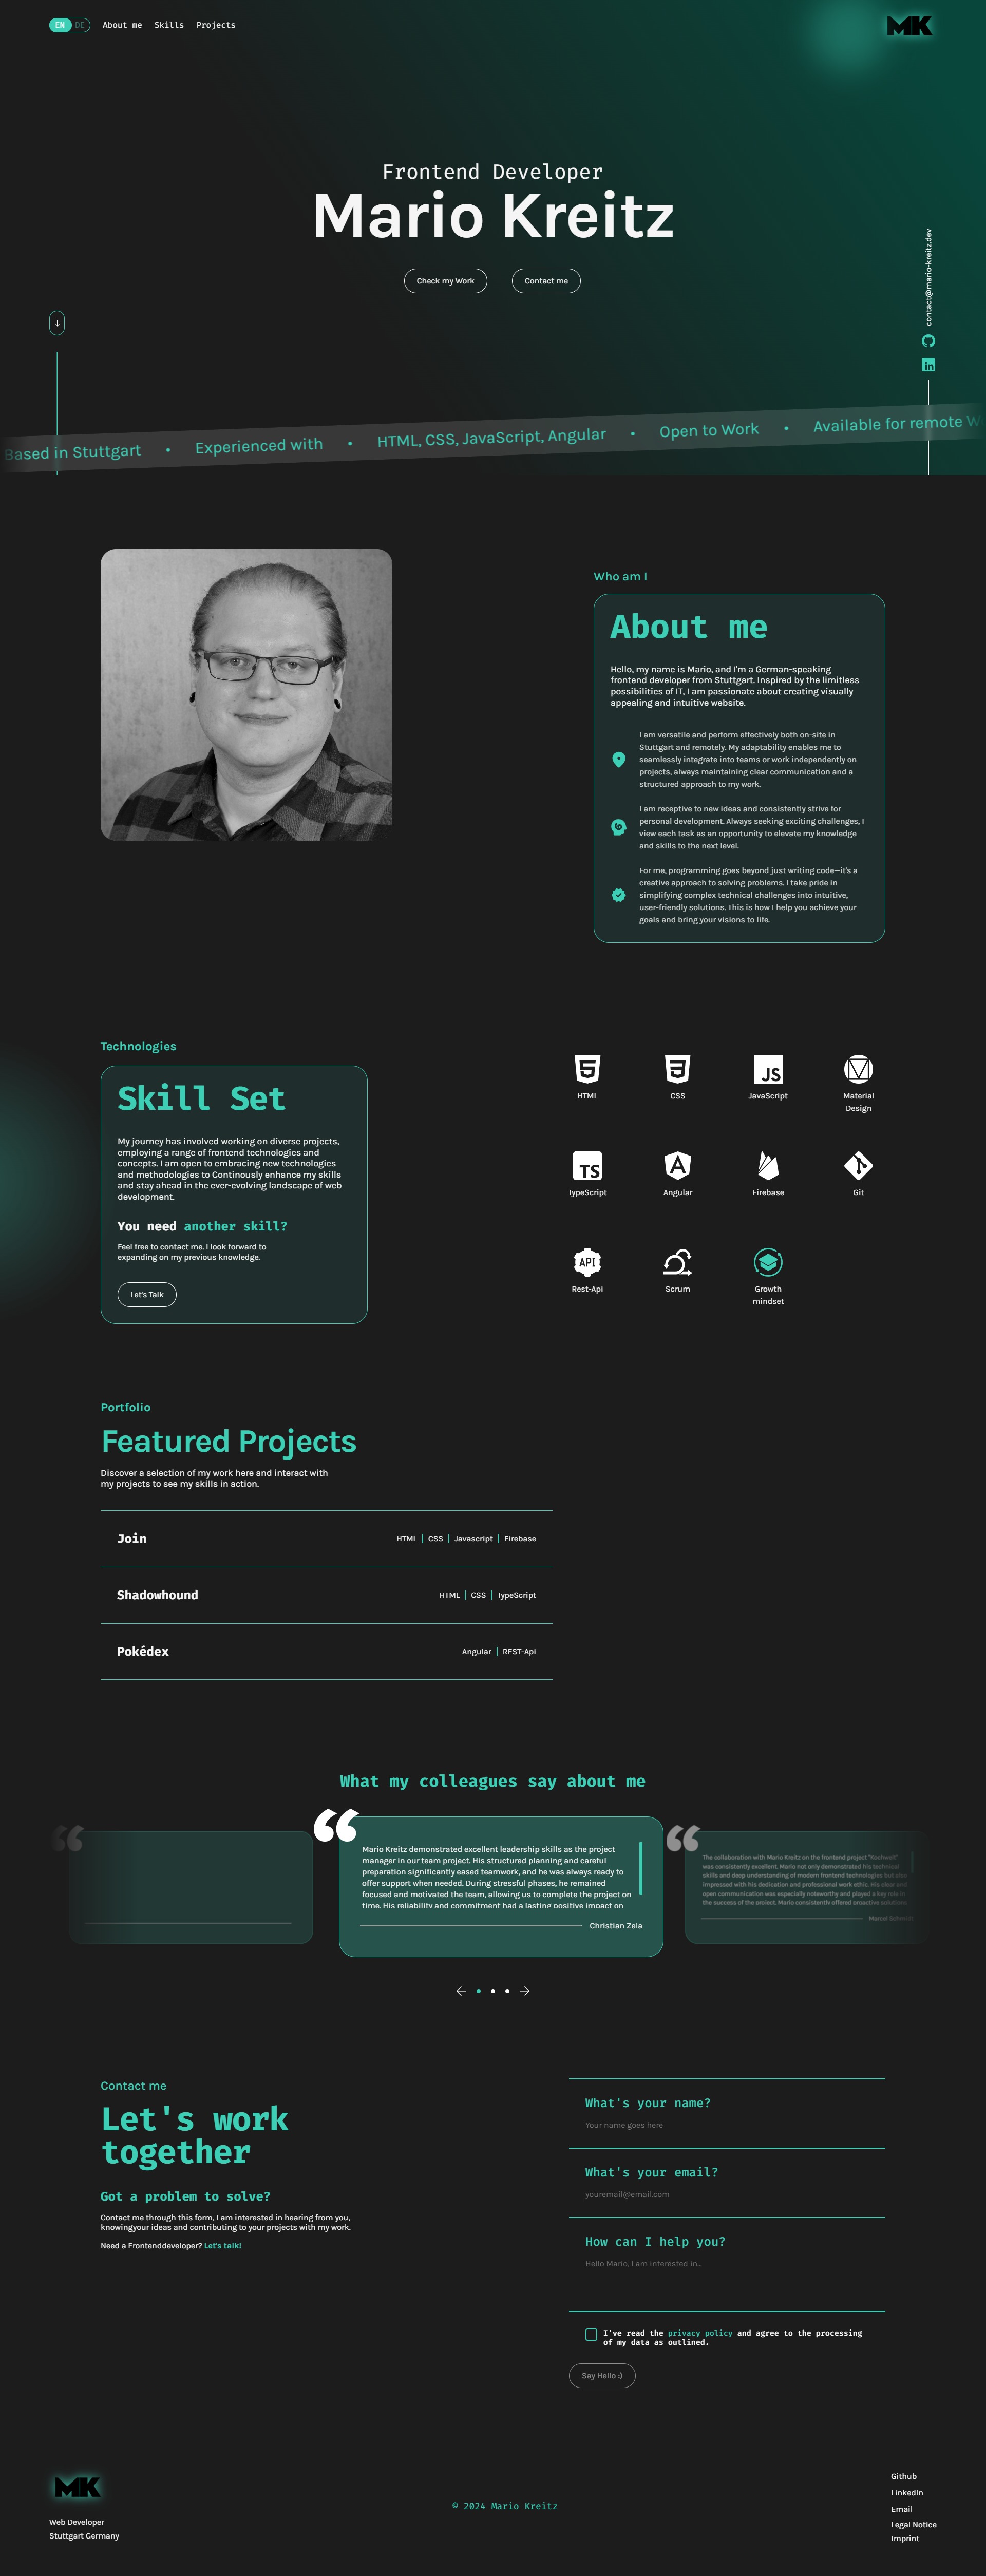 EN DE About me Skills Projects
MK
Frontend Developer
Mario Kreitz
Check my Work Contact me
contact@mario-kreitz.dev
Based in Stuttgart • Experienced with • HTML, CSS, JavaScript, Angular • Open to Work • Available for remote W
Who am I
About me
Hello, my name is Mario, and I'm a German-speaking
frontend developer from Stuttgart. Inspired by the limitless
possibilities of IT, I am passionate about creating visually
appealing and intuitive website.
I am versatile and perform effectively both on-site in
Stuttgart and remotely. My adaptability enables me to
seamlessly integrate into teams or work independently on
projects, always maintaining clear communication and a
structured approach to my work.
I am receptive to new ideas and consistently strive for
personal development. Always seeking exciting challenges, I
view each task as an opportunity to elevate my knowledge
and skills to the next level.
For me, programming goes beyond just writing code—it's a
creative approach to solving problems. I take pride in
simplifying complex technical challenges into intuitive,
user-friendly solutions. This is how I help you achieve your
goals and bring your visions to life.
Technologies
Skill Set
My journey has involved working on diverse projects,
employing a range of frontend technologies and
concepts. I am open to embracing new technologies
and methodologies to Continously enhance my skills
and stay ahead in the ever-evolving landscape of web
development.
You need another skill?
Feel free to contact me. I look forward to
expanding on my previous knowledge.
Let's Talk
HTML CSS JavaScript Material
Design
TypeScript Angular Firebase Git
Rest-Api Scrum Growth
mindset
Portfolio
Featured Projects
Discover a selection of my work here and interact with
my projects to see my skills in action.
Join HTML | CSS | Javascript | Firebase
Shadowhound HTML | CSS | TypeScript
Pokédex Angular | REST-Api
What my colleagues say about me
Mario Kreitz demonstrated excellent leadership skills as the project
manager in our team project. His structured planning and careful
preparation significantly eased teamwork, and he was always ready to
offer support when needed. During stressful phases, he remained
focused and motivated the team, allowing us to complete the project on
time. His reliability and commitment had a lasting positive impact on
Christian Zela
The collaboration with Mario Kreitz on the frontend project "Kochwelt"
was consistently excellent. Mario not only demonstrated his technical
skills and deep understanding of modern frontend technologies but also
impressed with his dedication and professional work ethic. His clear and
open communication was especially noteworthy and played a key role in
the success of the project. Mario consistently offered proactive solutions
Marcel Schmidt
Contact me
Let's work
together
Got a problem to solve?
Contact me through this form, I am interested in hearing from you,
knowingyour ideas and contributing to your projects with my work.
Need a Frontenddeveloper? Let's talk!
What's your name?
Your name goes here
What's your email?
youremail@email.com
How can I help you?
Hello Mario, I am interested in...
I've read the privacy policy and agree to the processing
of my data as outlined.
Say Hello :)
MK
Web Developer
Stuttgart Germany
© 2024 Mario Kreitz
Github
LinkedIn
Email
Legal Notice
Imprint